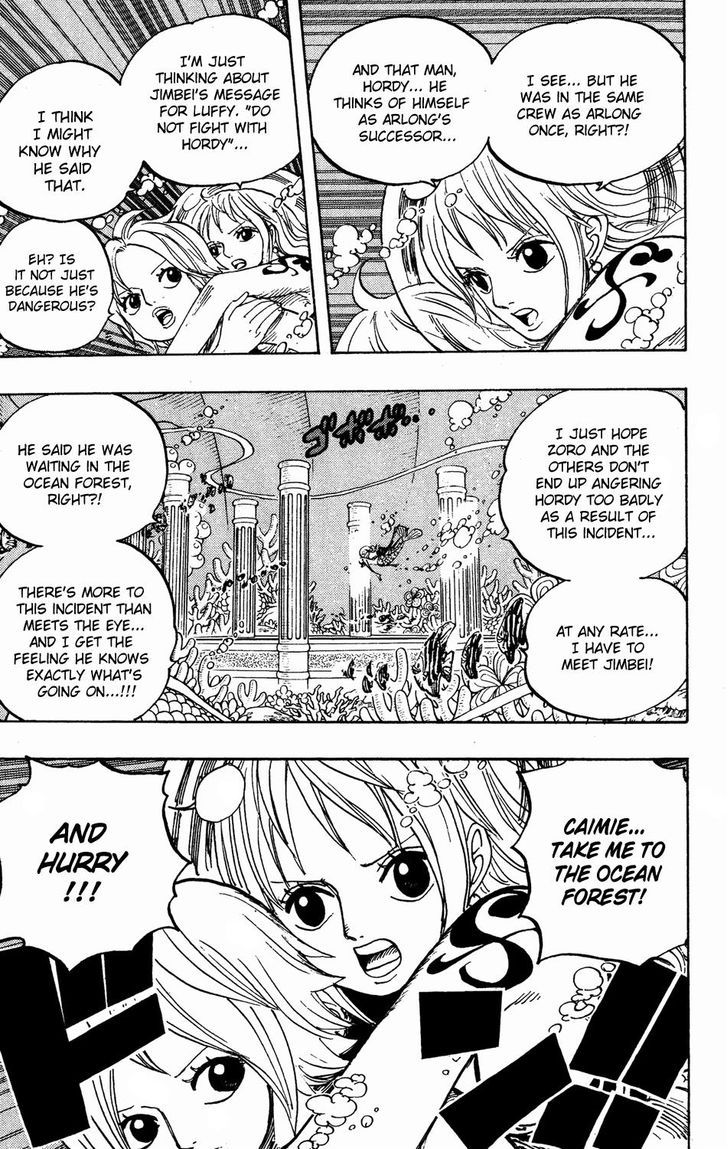 I SEE... BUT HE
WAS IN THE SAME
CREW AS ARLONG
ONCE, RIGHT?!
AND THAT MAN,
HORDY... HE
THINKS OF HIMSELF
AS ARLONG'S
SUCCESSOR...
I'M JUST
THINKING ABOUT
JIMBEI'S MESSAGE
FOR LUFFY. "DO
NOT FIGHT WITH
HORDY"...
I THINK
I MIGHT
KNOW WHY
HE SAID
THAT.
EH? IS
IT NOT JUST
BECAUSE HE'S
DANGEROUS?
I JUST HOPE
ZORO AND
THE OTHERS DON'T
END UP ANGERING
HORDY TOO BADLY
AS A RESULT OF
THIS INCIDENT...
AT ANY RATE...
I HAVE TO
MEET JIMBEI!
ゴボボボ...
HE SAID HE WAS
WAITING IN THE
OCEAN FOREST,
RIGHT?!
THERE'S MORE TO
THIS INCIDENT THAN
MEETS THE EYE...
AND I GET THE
FEELING HE KNOWS
EXACTLY WHAT'S
GOING ON...!!!
CAIMIE...
TAKE ME TO
THE OCEAN
FOREST!
AND
HURRY
!!!